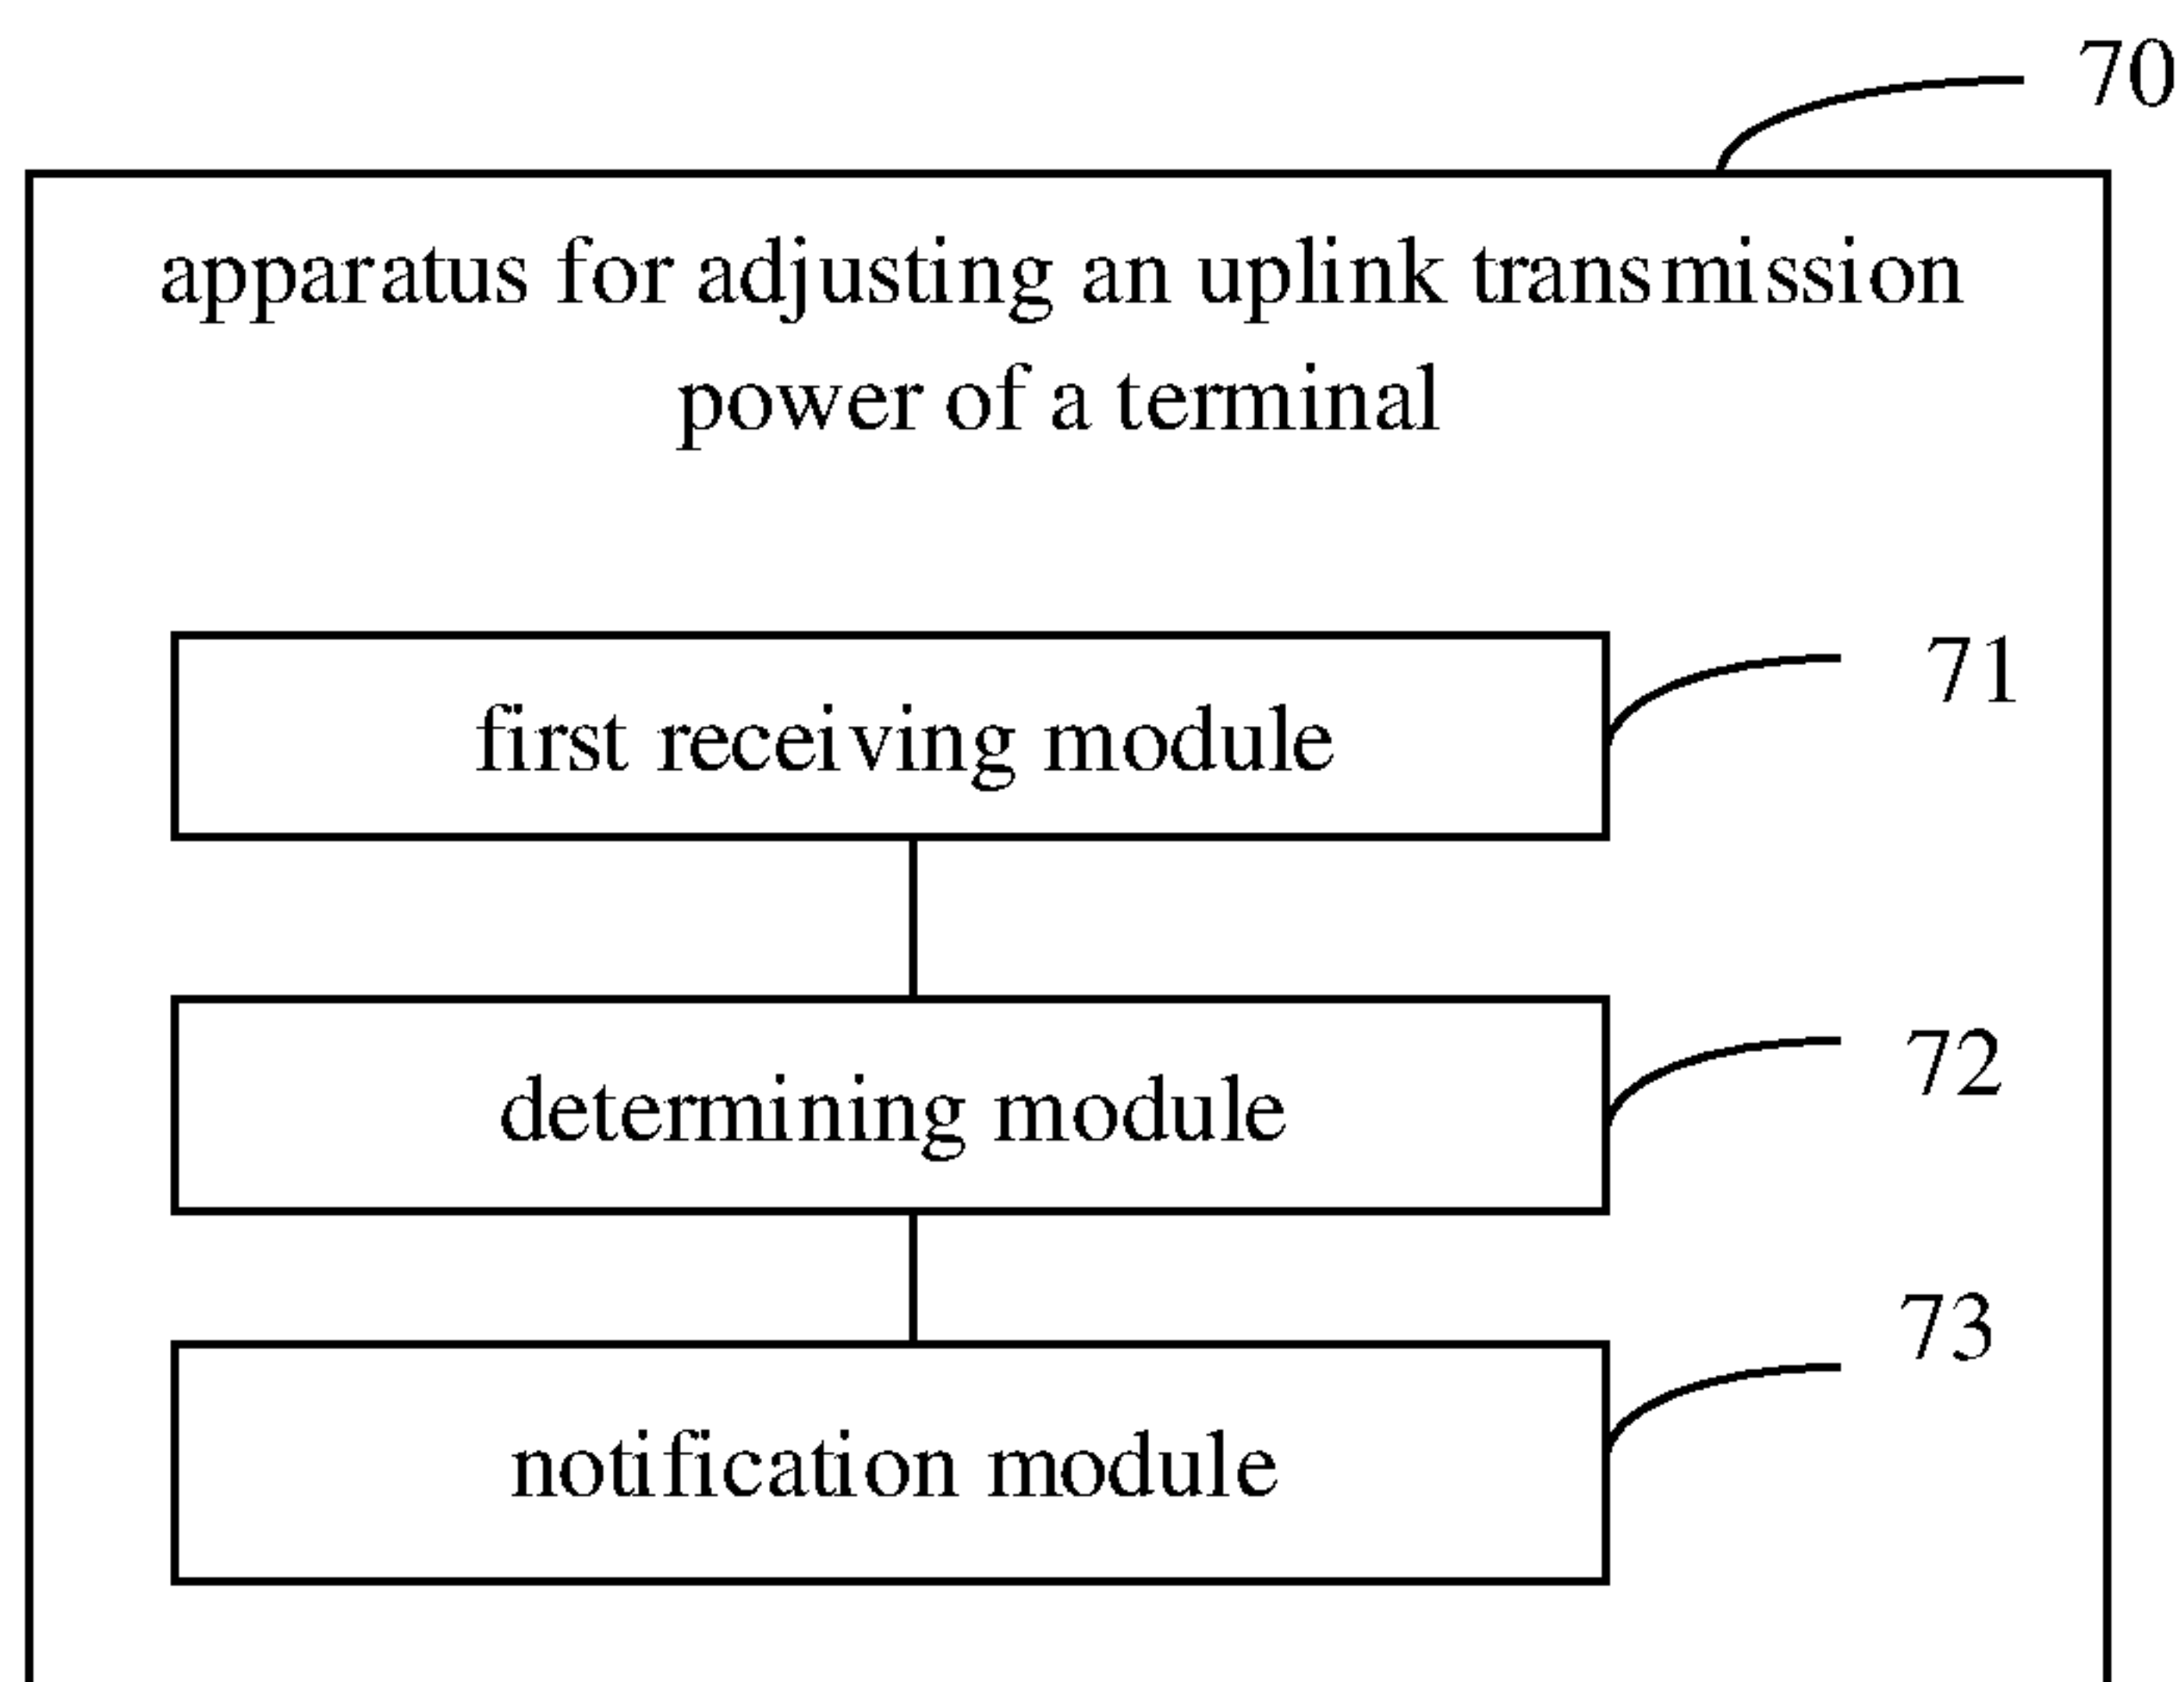 70
apparatus for adjusting an uplink transmission
power of a terminal
first receiving module
71
determining module
72
73
notification module